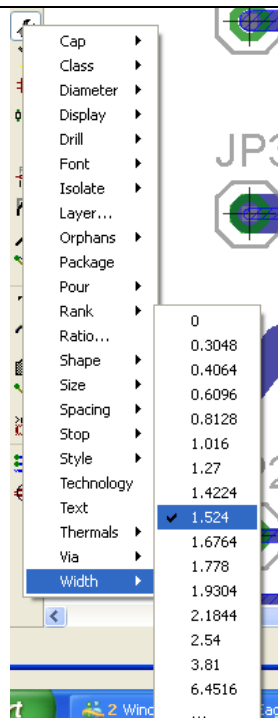 Cap
Class
Diameter
Display
Drill
Font
Isolate
Layer...
Orphans
Package
Pour
Rank
Ratio...
Shape
Size
Spacing
Stop
Style
Technology
Text
Thermals
Via
Width
0
0.3048
0.4064
0.6096
0.8128
1.016
1.27
1.4224
1.524
1.6764
1.778
1.9304
2.1844
2.54
3.81
6.4516
...
JP3
2 Wind